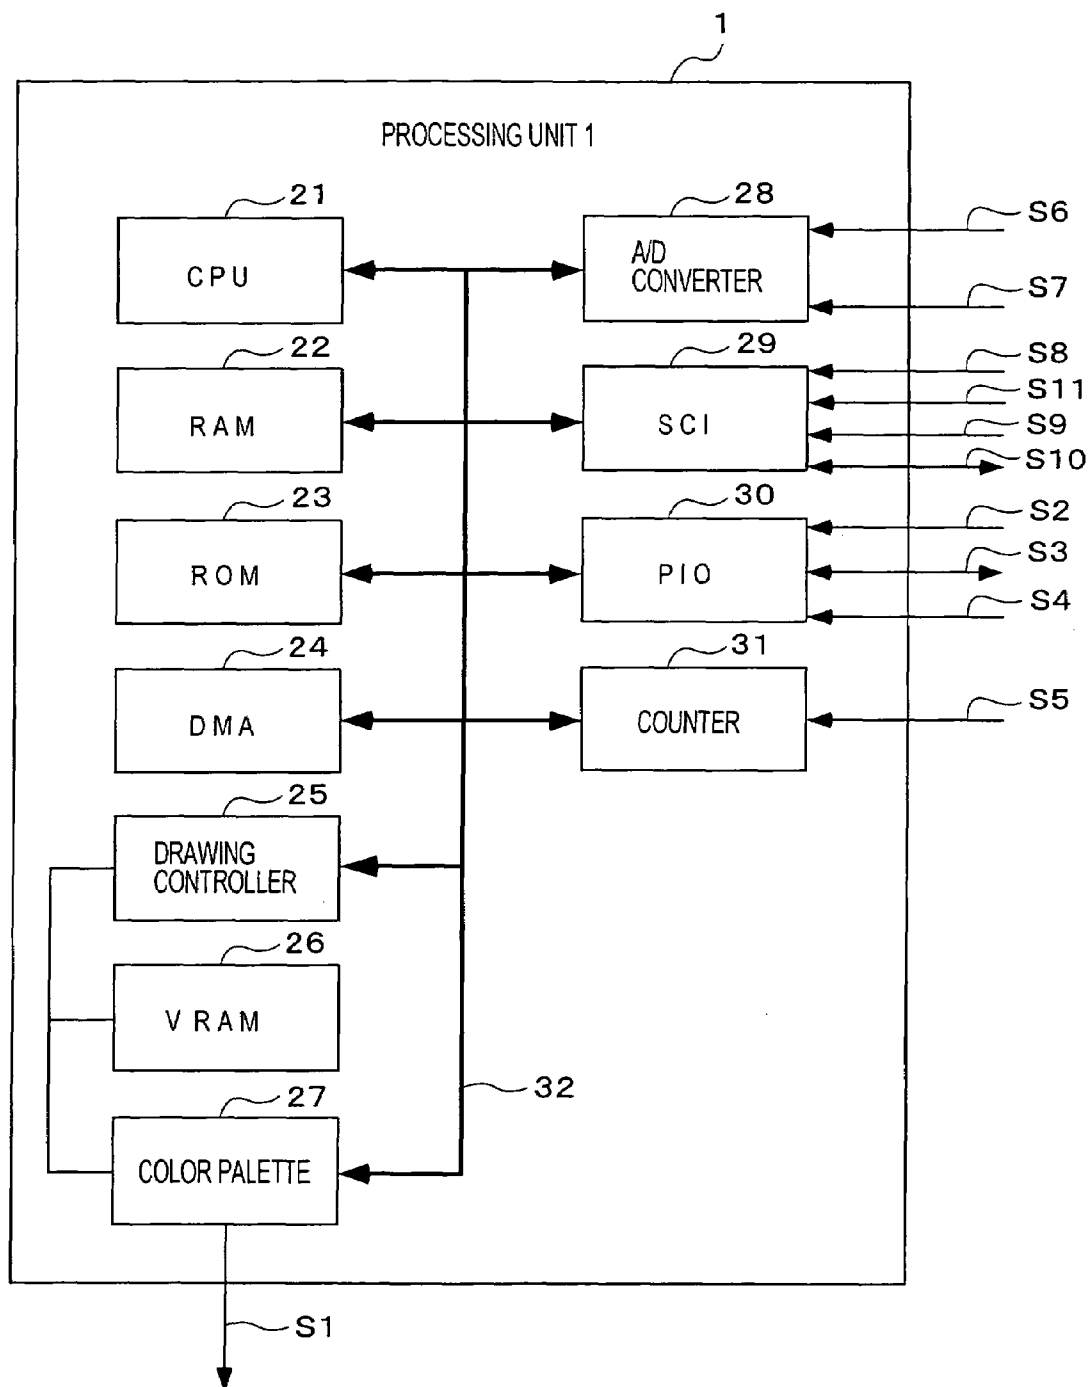 1
PROCESSING UNIT 1
21
CPU
28
A/D
CONVERTER
S6
S7
22
RAM
29
SCI
S8
S11
S9
S10
23
ROM
30
PIO
S2
S3
S4
24
DMA
31
COUNTER
S5
25
DRAWING
CONTROLLER
26
VRAM
32
27
COLOR PALETTE
S1